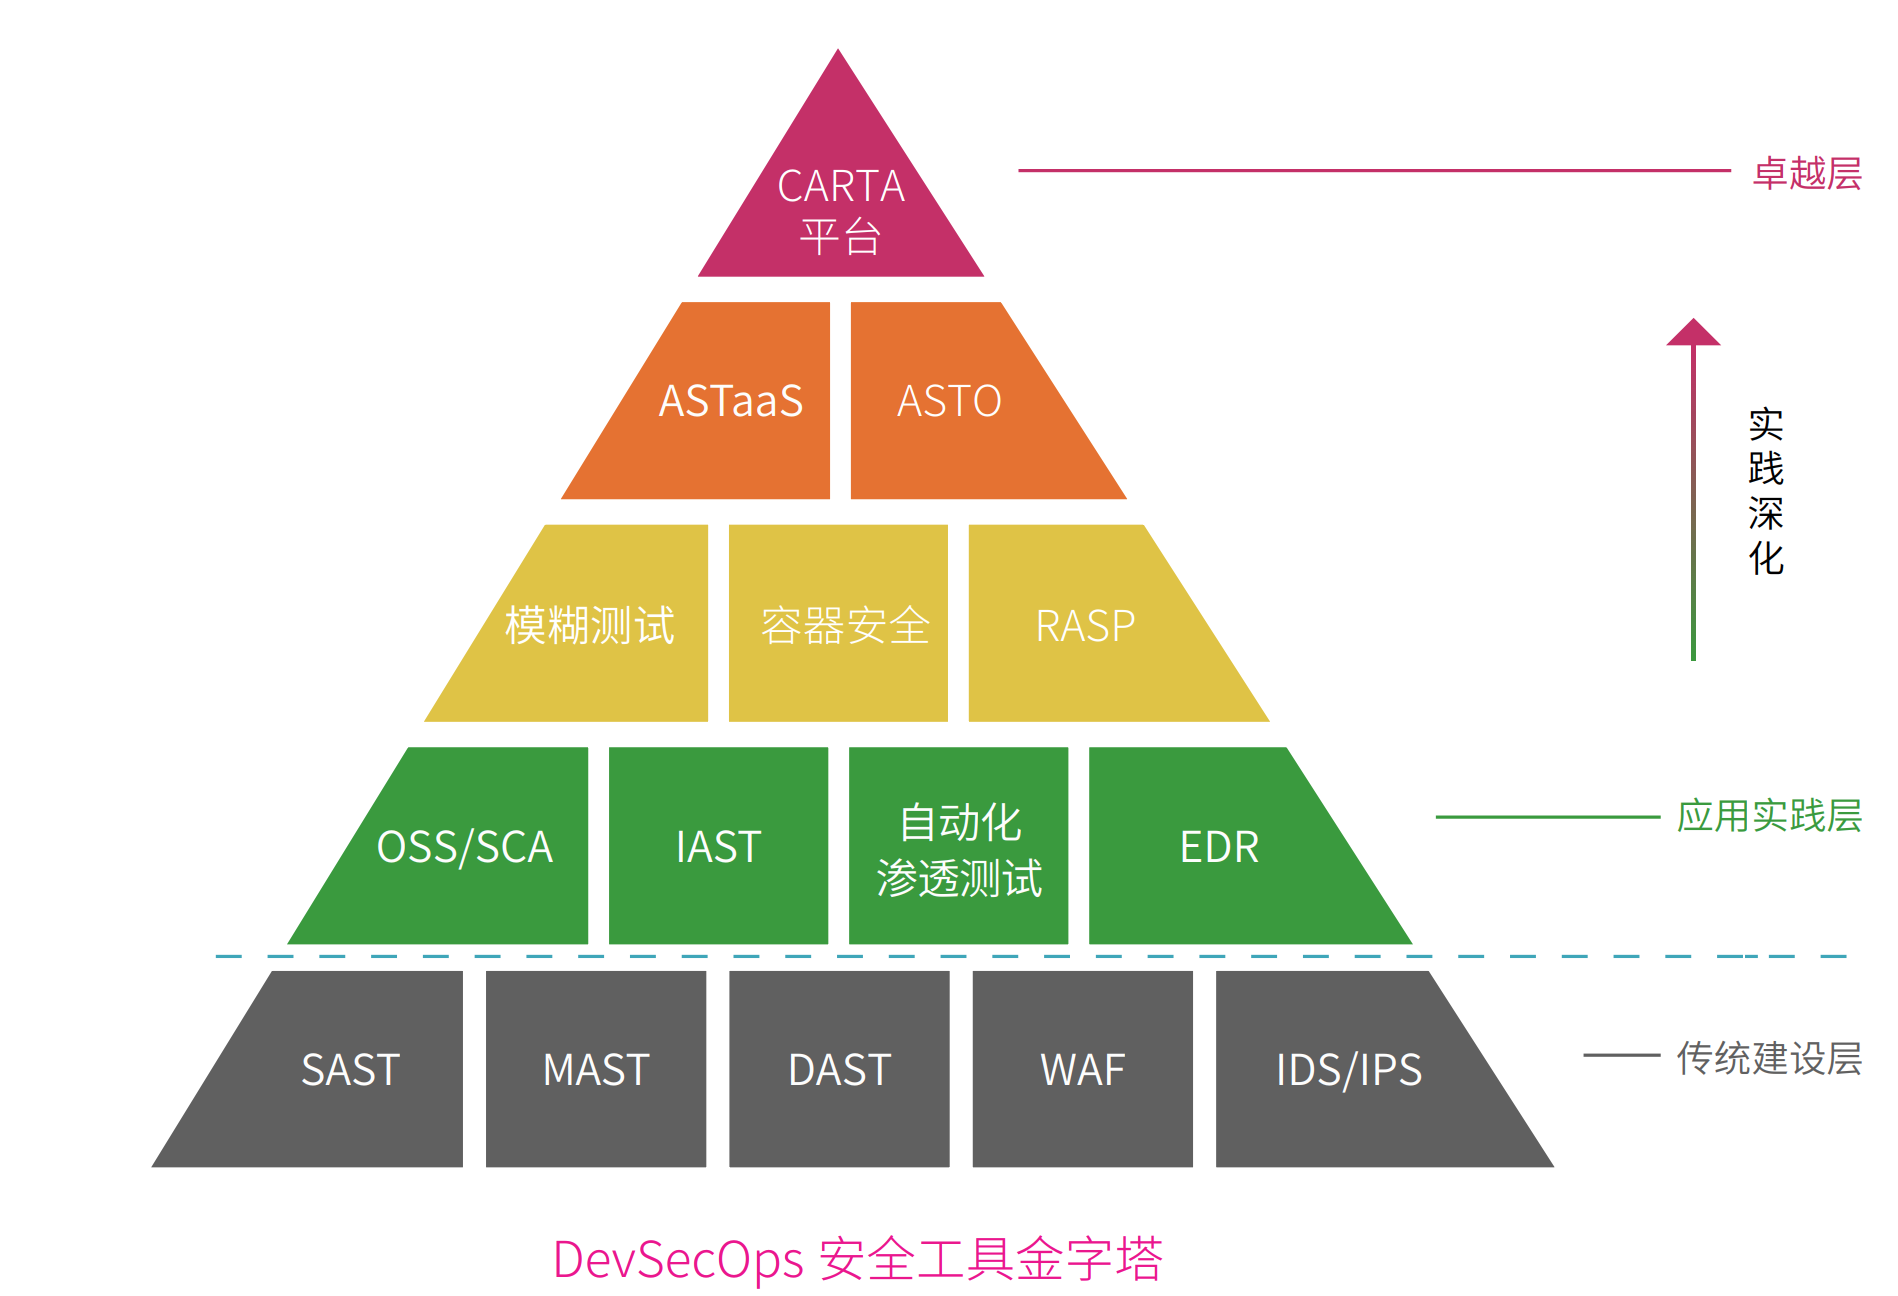 CARTA
平台
卓越层
ASTaaS
ASTO
实
践
深
化
模糊测试
容器安全
RASP
OSS/SCA
IAST
自动化
渗透测试
EDR
应用实践层
SAST
MAST
DAST
WAF
IDS/IPS
传统建设层
DevSecOps 安全工具金字塔